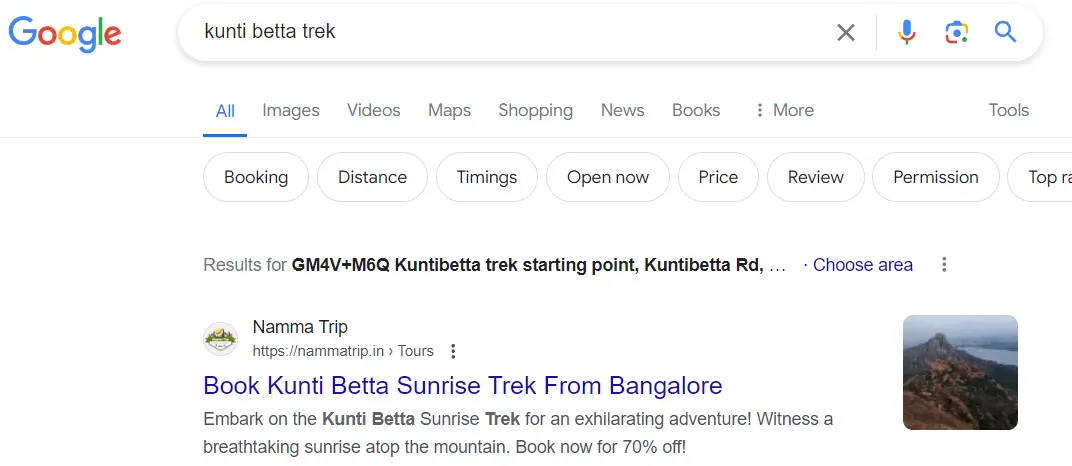 Google
kunti betta trek
All Images Videos Maps Shopping News Books More Tools
Booking Distance Timings Open now Price Review Permission Top ra
Results for GM4V+M6Q Kuntibetta trek starting point, Kuntibetta Rd, ... · Choose area
Namma Trip
https://nammatrip.in › Tours
Book Kunti Betta Sunrise Trek From Bangalore
Embark on the Kunti Betta Sunrise Trek for an exhilarating adventure! Witness a
breathtaking sunrise atop the mountain. Book now for 70% off!